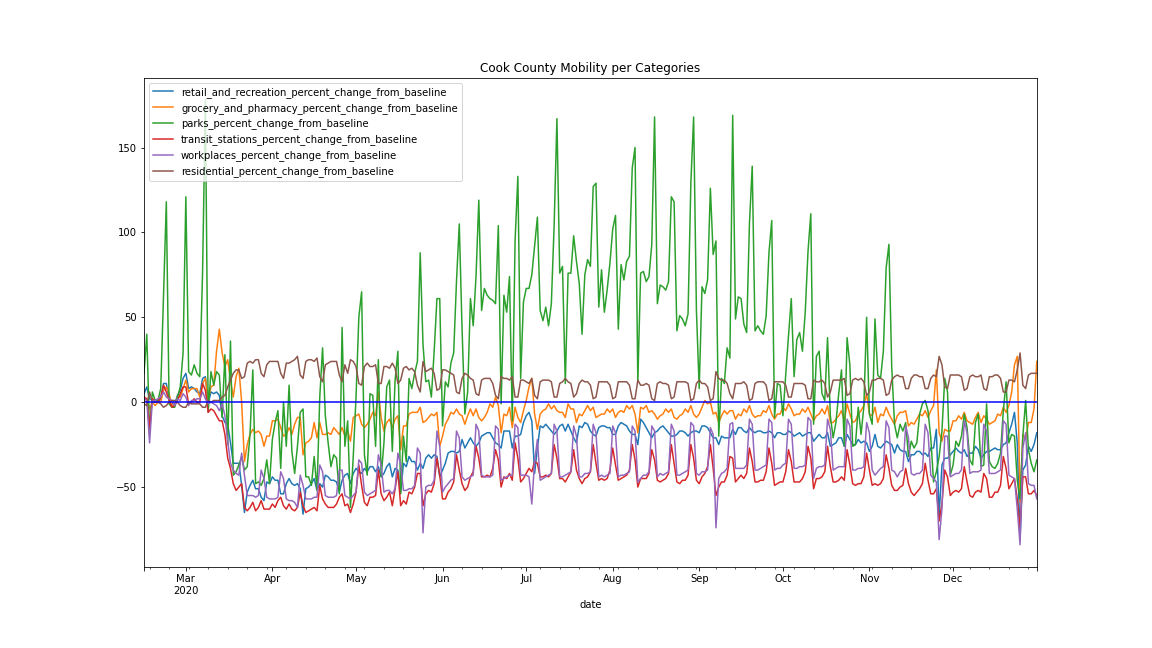 Cook County Mobility per Categories
retail_and_recreation_percent_change_from_baseline
grocery_and_pharmacy_percent_change_from_baseline
parks_percent_change_from_baseline
transit_stations_percent_change_from_baseline
workplaces_percent_change_from_baseline
residential_percent_change_from_baseline
150
100
50
0
−50
Mar Apr May Jun Jul Aug Sep Oct Nov Dec
2020
date